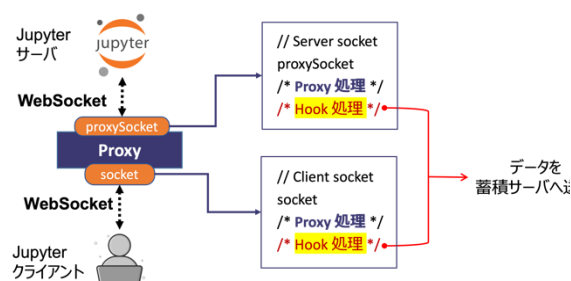 Jupyter
サーバ
jupyter
WebSocket
proxySocket
Proxy
socket
WebSocket
Jupyter
クライアント
// Server socket
proxySocket
/* Proxy 処理 */
/* Hook 処理 */
// Client socket
socket
/* Proxy 処理 */
/* Hook 処理 */
データを
蓄積サーバへ